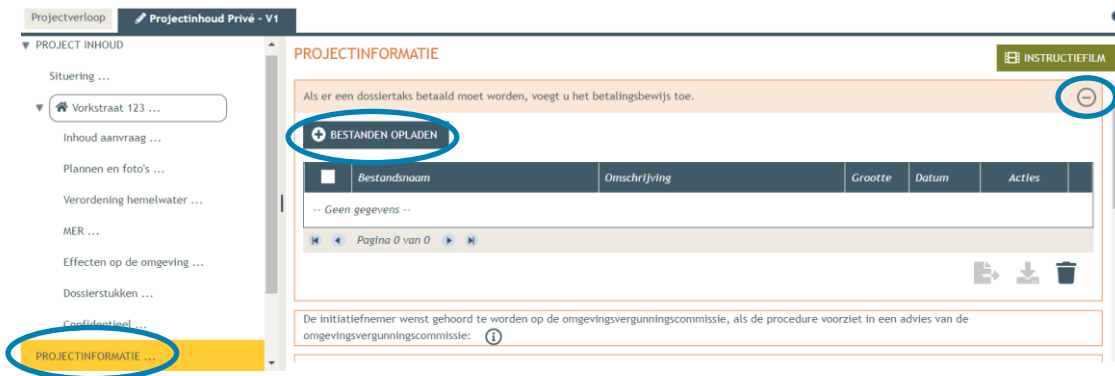 Projectverloop
Projectinhoud Privé - V1
PROJECT INHOUD
Situering ...
Vorkstraat 123 ...
Inhoud aanvraag ...
Plannen en foto's ...
Verordening hemelwater ...
MER ...
Effecten op de omgeving ...
Dossierstukken ...
Confidentieel ...
PROJECTINFORMATIE ...
PROJECTINFORMATIE
INSTRUCTIEFILM
Als er een dossiertaks betaald moet worden, voegt u het betalingsbewijs toe.
BESTANDEN OPLADEN
Bestandsnaam Omschrijving Grootte Datum Acties
-- Geen gegevens --
Pagina 0 van 0
De initiatiefnemer wenst gehoord te worden op de omgevingsvergunningscommissie, als de procedure voorziet in een advies van de
omgevingsvergunningscommissie: